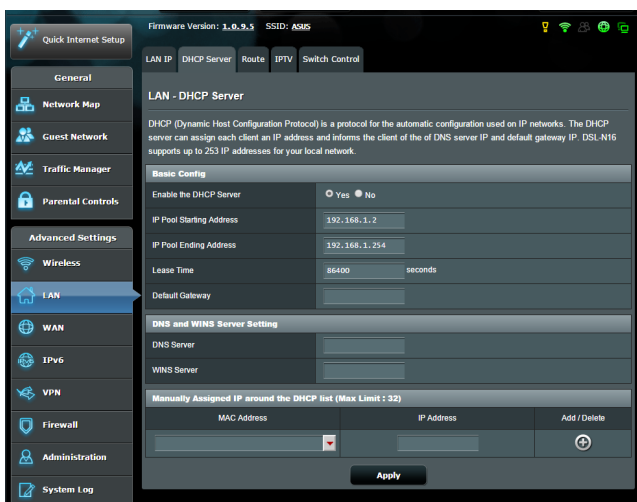 Quick Internet Setup
General
Network Map
Guest Network
Traffic Manager
Parental Controls
Advanced Settings
Wireless
LAN
WAN
IPv6
VPN
Firewall
Administration
System Log
Firmware Version: 1.0.9.5 SSID: ASUS
LAN IP DHCP Server Route IPTV Switch Control
LAN - DHCP Server
DHCP (Dynamic Host Configuration Protocol) is a protocol for the automatic configuration used on IP networks. The DHCP
server can assign each client an IP address and informs the client of the of DNS server IP and default gateway IP. DSL-N16
supports up to 253 IP addresses for your local network.
Basic Config
Enable the DHCP Server Yes No
IP Pool Starting Address 192.168.1.2
IP Pool Ending Address 192.168.1.254
Lease Time 86400 seconds
Default Gateway
DNS and WINS Server Setting
DNS Server
WINS Server
Manually Assigned IP around the DHCP list (Max Limit : 32)
MAC Address IP Address Add / Delete
Apply